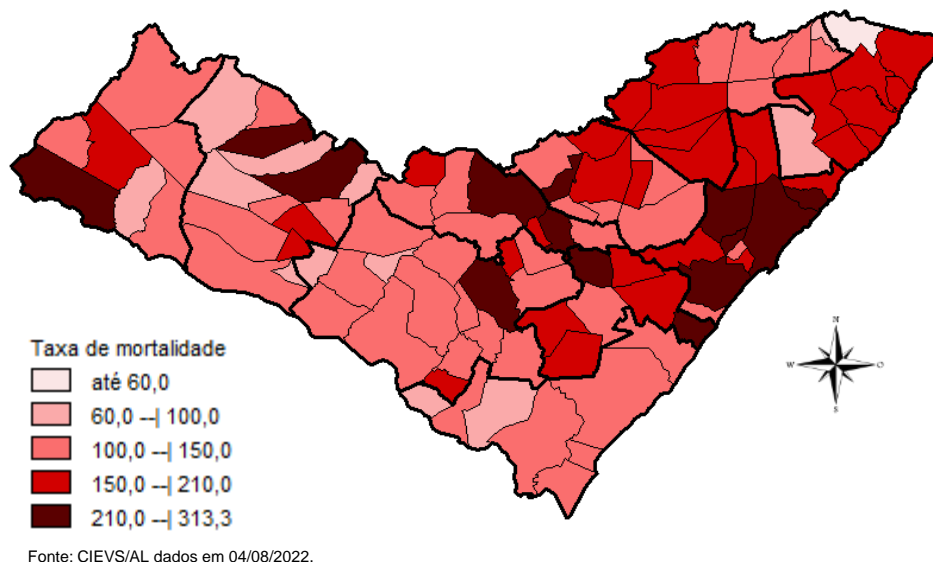 N
W
O
S
Taxa de mortalidade
até 60,0
60,0 --| 100,0
100,0 --| 150,0
150,0 --| 210,0
210,0 --| 313,3
Fonte: CIEVS/AL dados em 04/08/2022.